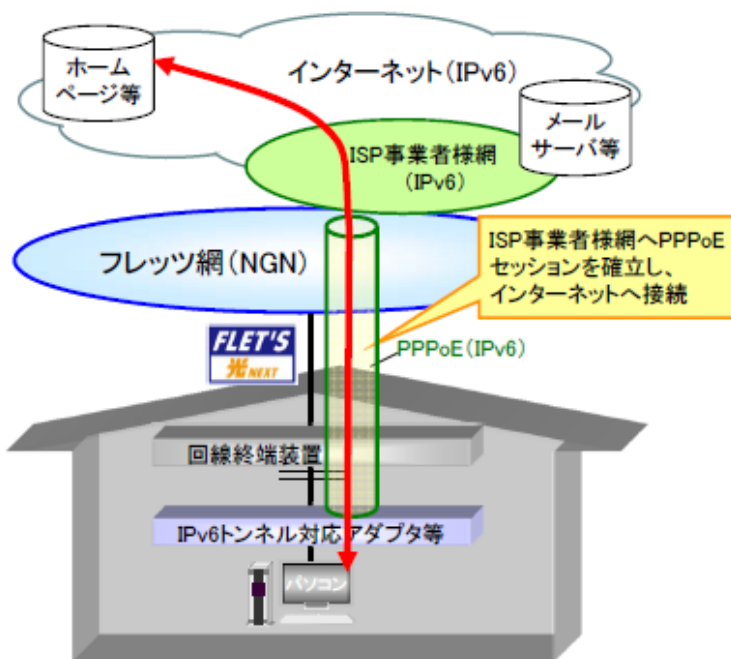 ホーム
ページ等
インターネット(IPv6)
メール
サーバ等
ISP事業者様網
(IPv6)
フレッツ網(NGN)
ISP事業者様網へPPPoE
セッションを確立し、
インターネットへ接続
FLET'S
光NEXT
PPPoE(IPv6)
回線終端装置
IPv6トンネル対応アダプタ等
パソコン